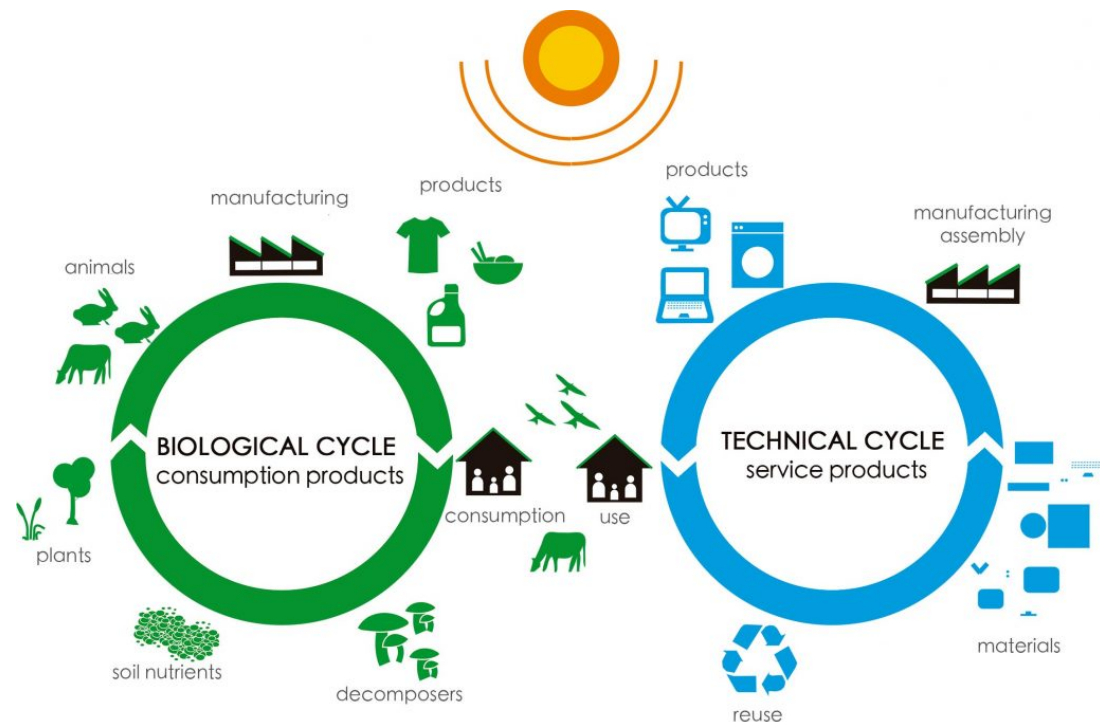 products
manufacturing
animals
BIOLOGICAL CYCLE
consumption products
plants
soil nutrients
decomposers
consumption
use
products
manufacturing
assembly
TECHNICAL CYCLE
service products
materials
reuse